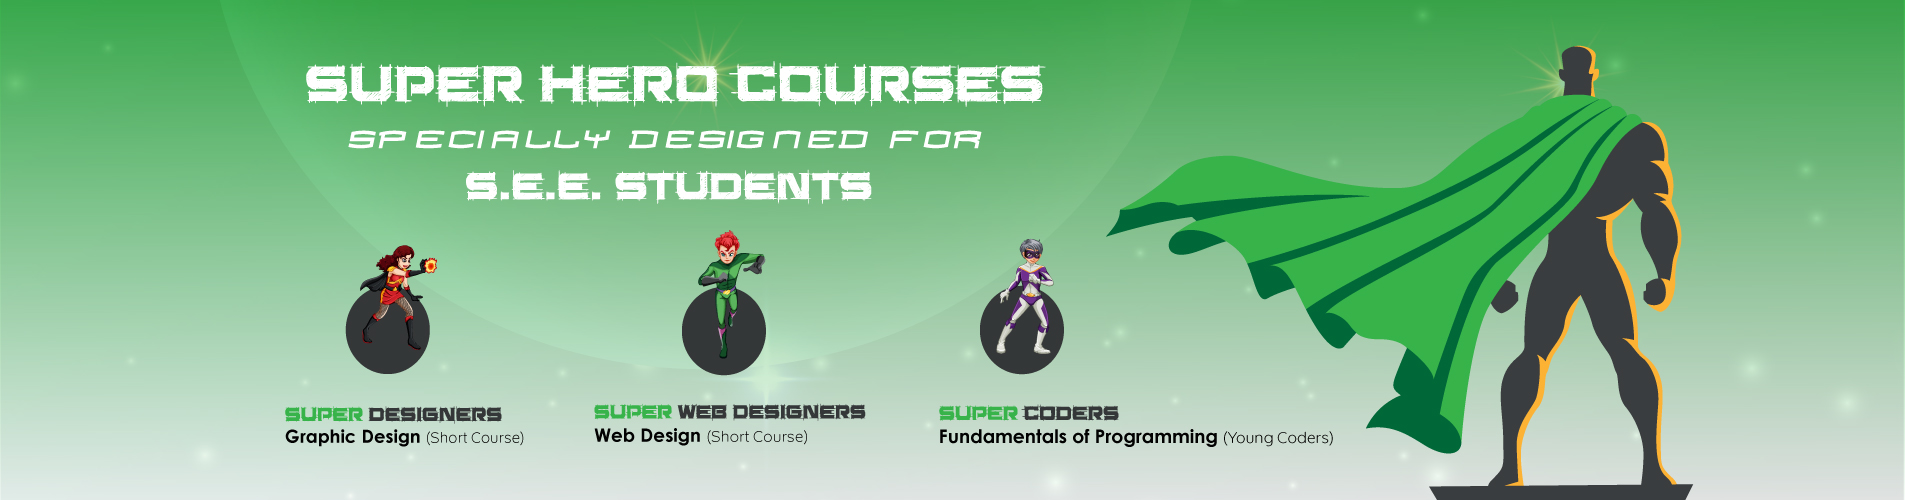 SUPER HERO COURSES
SPECIALLY DESIGNED FOR
S.E.E. STUDENTS
SUPER DESIGNERS
Graphic Design (Short Course)
SUPER WEB DESIGNERS
Web Design (Short Course)
SUPER CODERS
Fundamentals of Programming (Young Coders)